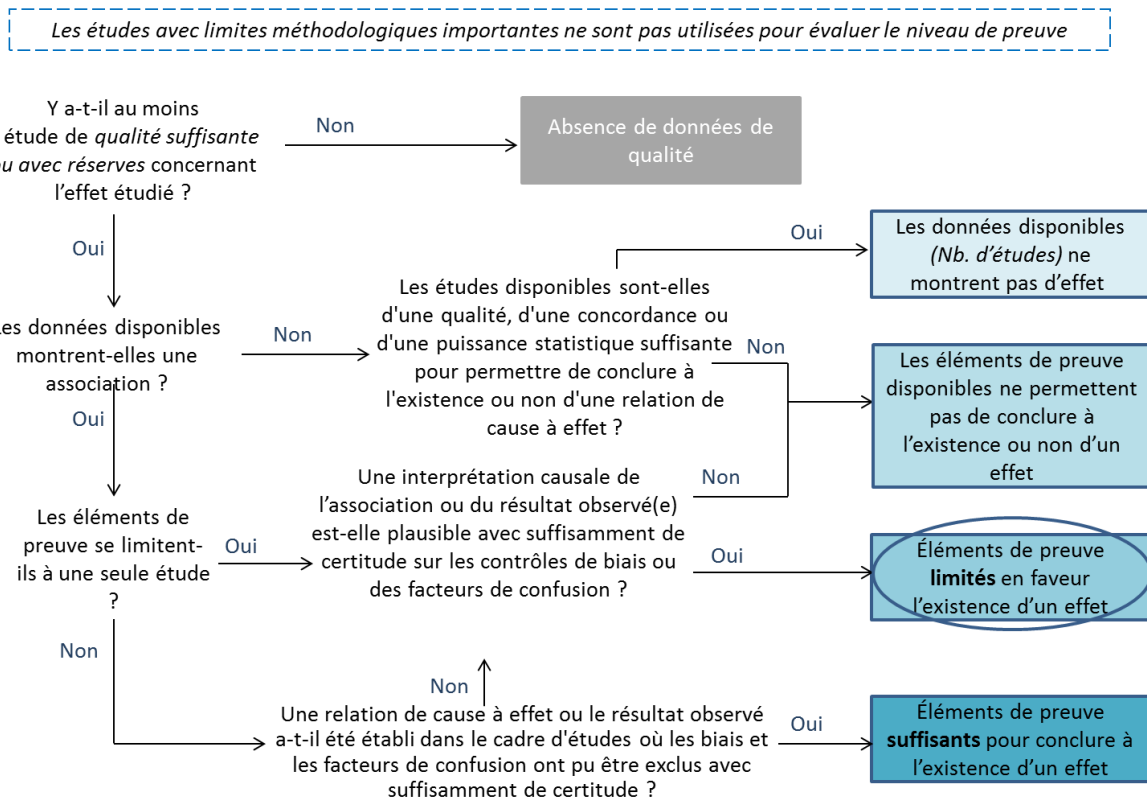 Les études avec limites méthodologiques importantes ne sont pas utilisées pour évaluer le niveau de preuve
Y a-t-il au moins
étude de qualité suffisante
ou avec réserves concernant
l'effet étudié ?
Non
Absence de données de
qualité
Oui
Les données disponibles
montrent-elles une
association ?
Non
Les études disponibles sont-elles
d'une qualité, d'une concordance ou
d'une puissance statistique suffisante
pour permettre de conclure à
l'existence ou non d'une relation de
cause à effet ?
Oui
Les données disponibles
(Nb. d'études) ne
montrent pas d'effet
Non
Les éléments de preuve
disponibles ne permettent
pas de conclure à
l'existence ou non d'un
effet
Oui
Les éléments de
preuve se limitent-
ils à une seule étude
?
Oui
Une interprétation causale de
l'association ou du résultat observé(e)
est-elle plausible avec suffisamment de
certitude sur les contrôles de biais ou
des facteurs de confusion ?
Non
Oui
Éléments de preuve
limités en faveur
l'existence d'un effet
Non
Non
Une relation de cause à effet ou le résultat observé
a-t-il été établi dans le cadre d'études où les biais et
les facteurs de confusion ont pu être exclus avec
suffisamment de certitude ?
Oui
Éléments de preuve
suffisants pour conclure à
l'existence d'un effet